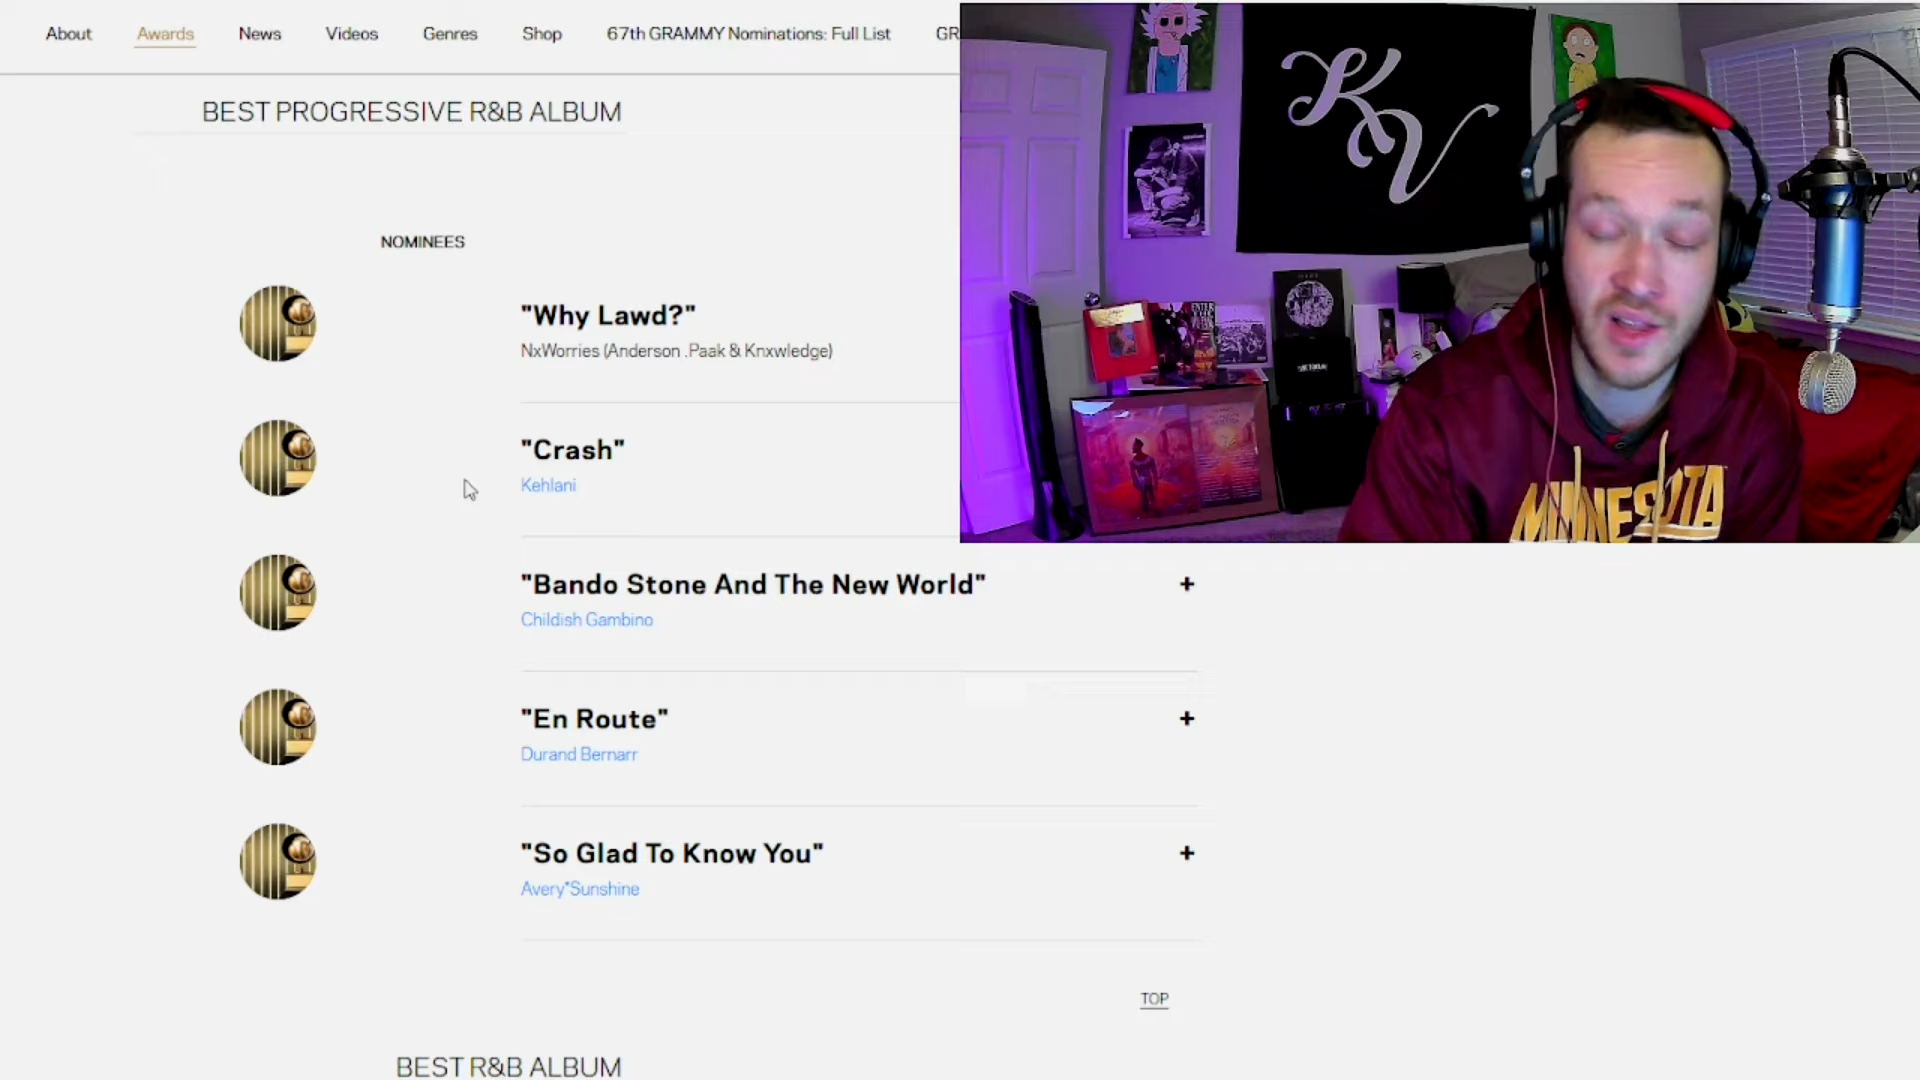 About Awards News Videos Genres Shop 67th GRAMMY Nominations: Full List GR
BEST PROGRESSIVE R&B ALBUM
NOMINEES
"Why Lawd?"
NxWorries (Anderson .Paak & Knxwledge)
"Crash"
Kehlani
"Bando Stone And The New World" +
Childish Gambino
"En Route" +
Durand Bernarr
"So Glad To Know You" +
Avery*Sunshine
TOP
BEST R&B ALBUM
KV
MINNESOTA